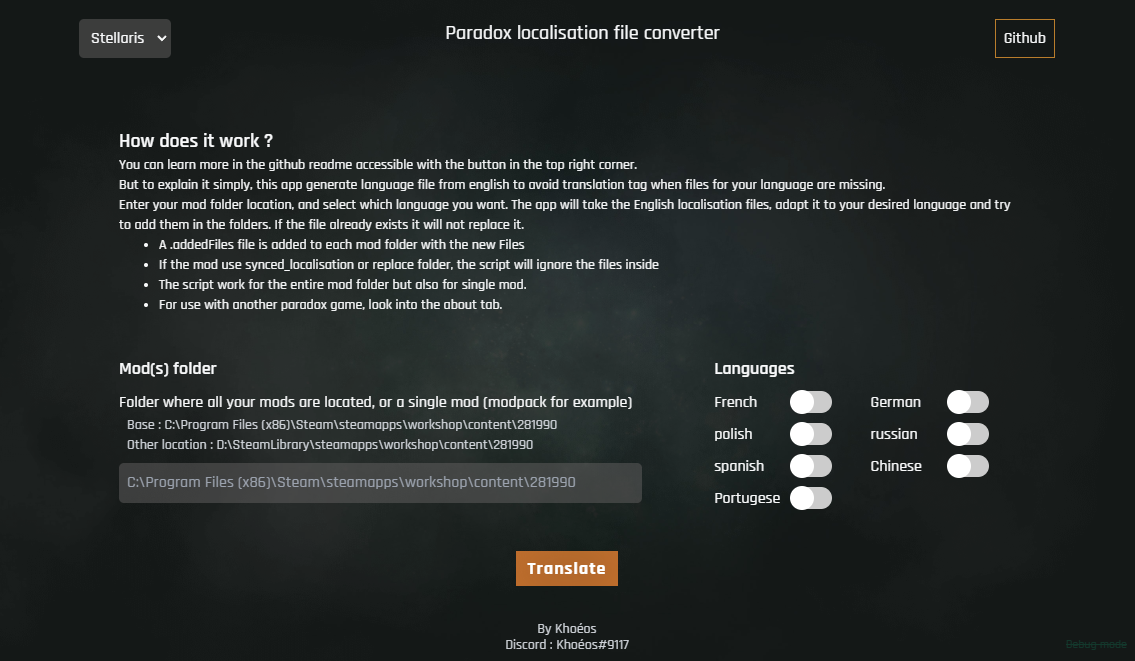 Stellaris
Paradox localisation file converter
Github
How does it work ?
You can learn more in the github readme accessible with the button in the top right corner.
But to explain it simply, this app generate language file from english to avoid translation tag when files for your language are missing.
Enter your mod folder location, and select which language you want. The app will take the English localisation files, adapt it to your desired language and try
to add them in the folders. If the file already exists it will not replace it.
• A .addedFiles file is added to each mod folder with the new Files
• If the mod use synced_localisation or replace folder, the script will ignore the files inside
• The script work for the entire mod folder but also for single mod.
• For use with another paradox game, look into the about tab.
Mod(s) folder
Folder where all your mods are located, or a single mod (modpack for example)
Base : C:\Program Files (x86)\Steam\steamapps\workshop\content\281990
Other location : D:\SteamLibrary\steamapps\workshop\content\281990
C:\Program Files (x86)\Steam\steamapps\workshop\content\281990
Languages
French
German
polish
russian
spanish
Chinese
Portugese
Translate
By Khoéos
Discord : Khoéos#9117
Debug mode